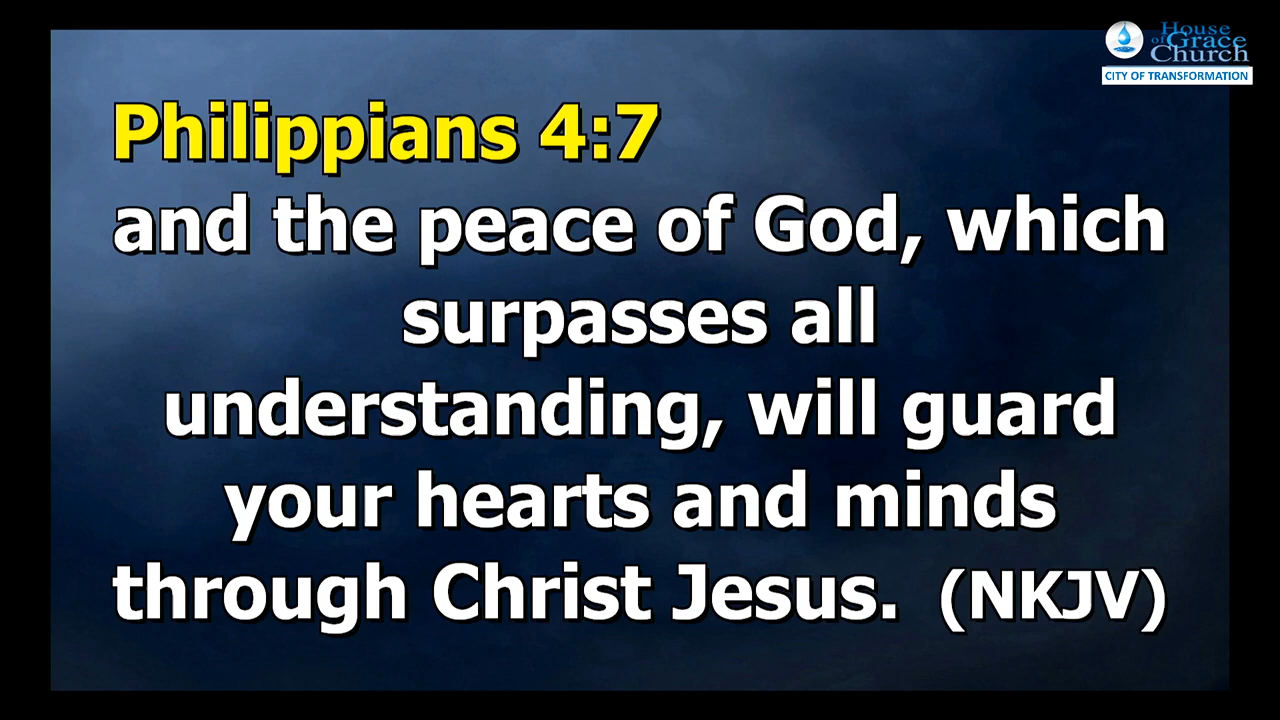 House
of Grace
Church
CITY OF TRANSFORMATION
Philippians 4:7
and the peace of God, which
surpasses all
understanding, will guard
your hearts and minds
through Christ Jesus. (NKJV)